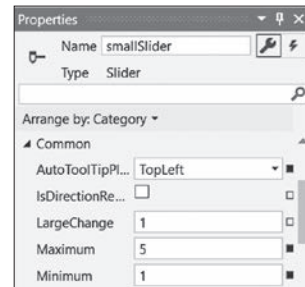 Properties
Name smallSlider
Type Slider
Arrange by: Category
Common
AutoToolTipPl... TopLeft
IsDirectionRe...
LargeChange 1
Maximum 5
Minimum 1